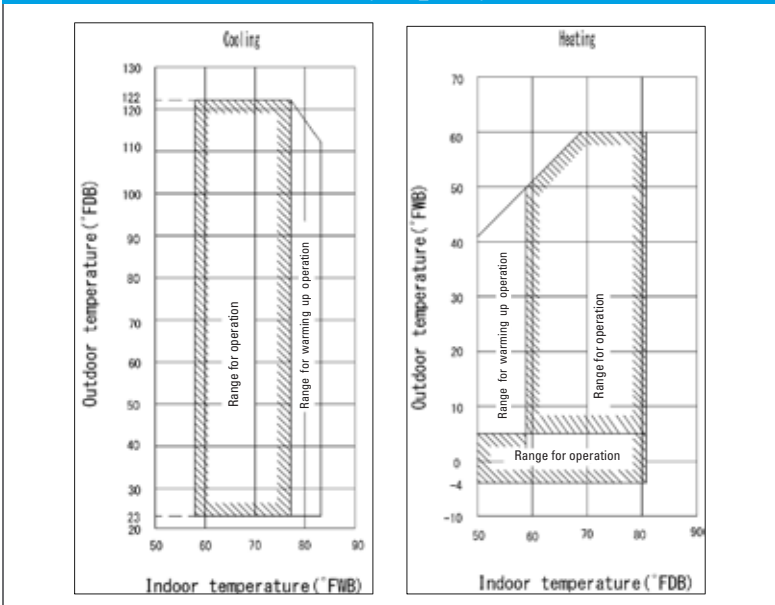 Cooling
130
122
120
110
100
90
80
70
60
50
40
30
23
20
50 60 70 80 90
Outdoor temperature(°FDB)
Range for operation
Range for warming up operation
Indoor temperature(°FWB)
Heating
70
60
50
40
30
20
10
0
-4
-10
50 60 70 80 90
Outdoor temperature(°FWB)
Range for warming up operation
Range for operation
Range for operation
Indoor temperature(°FDB)